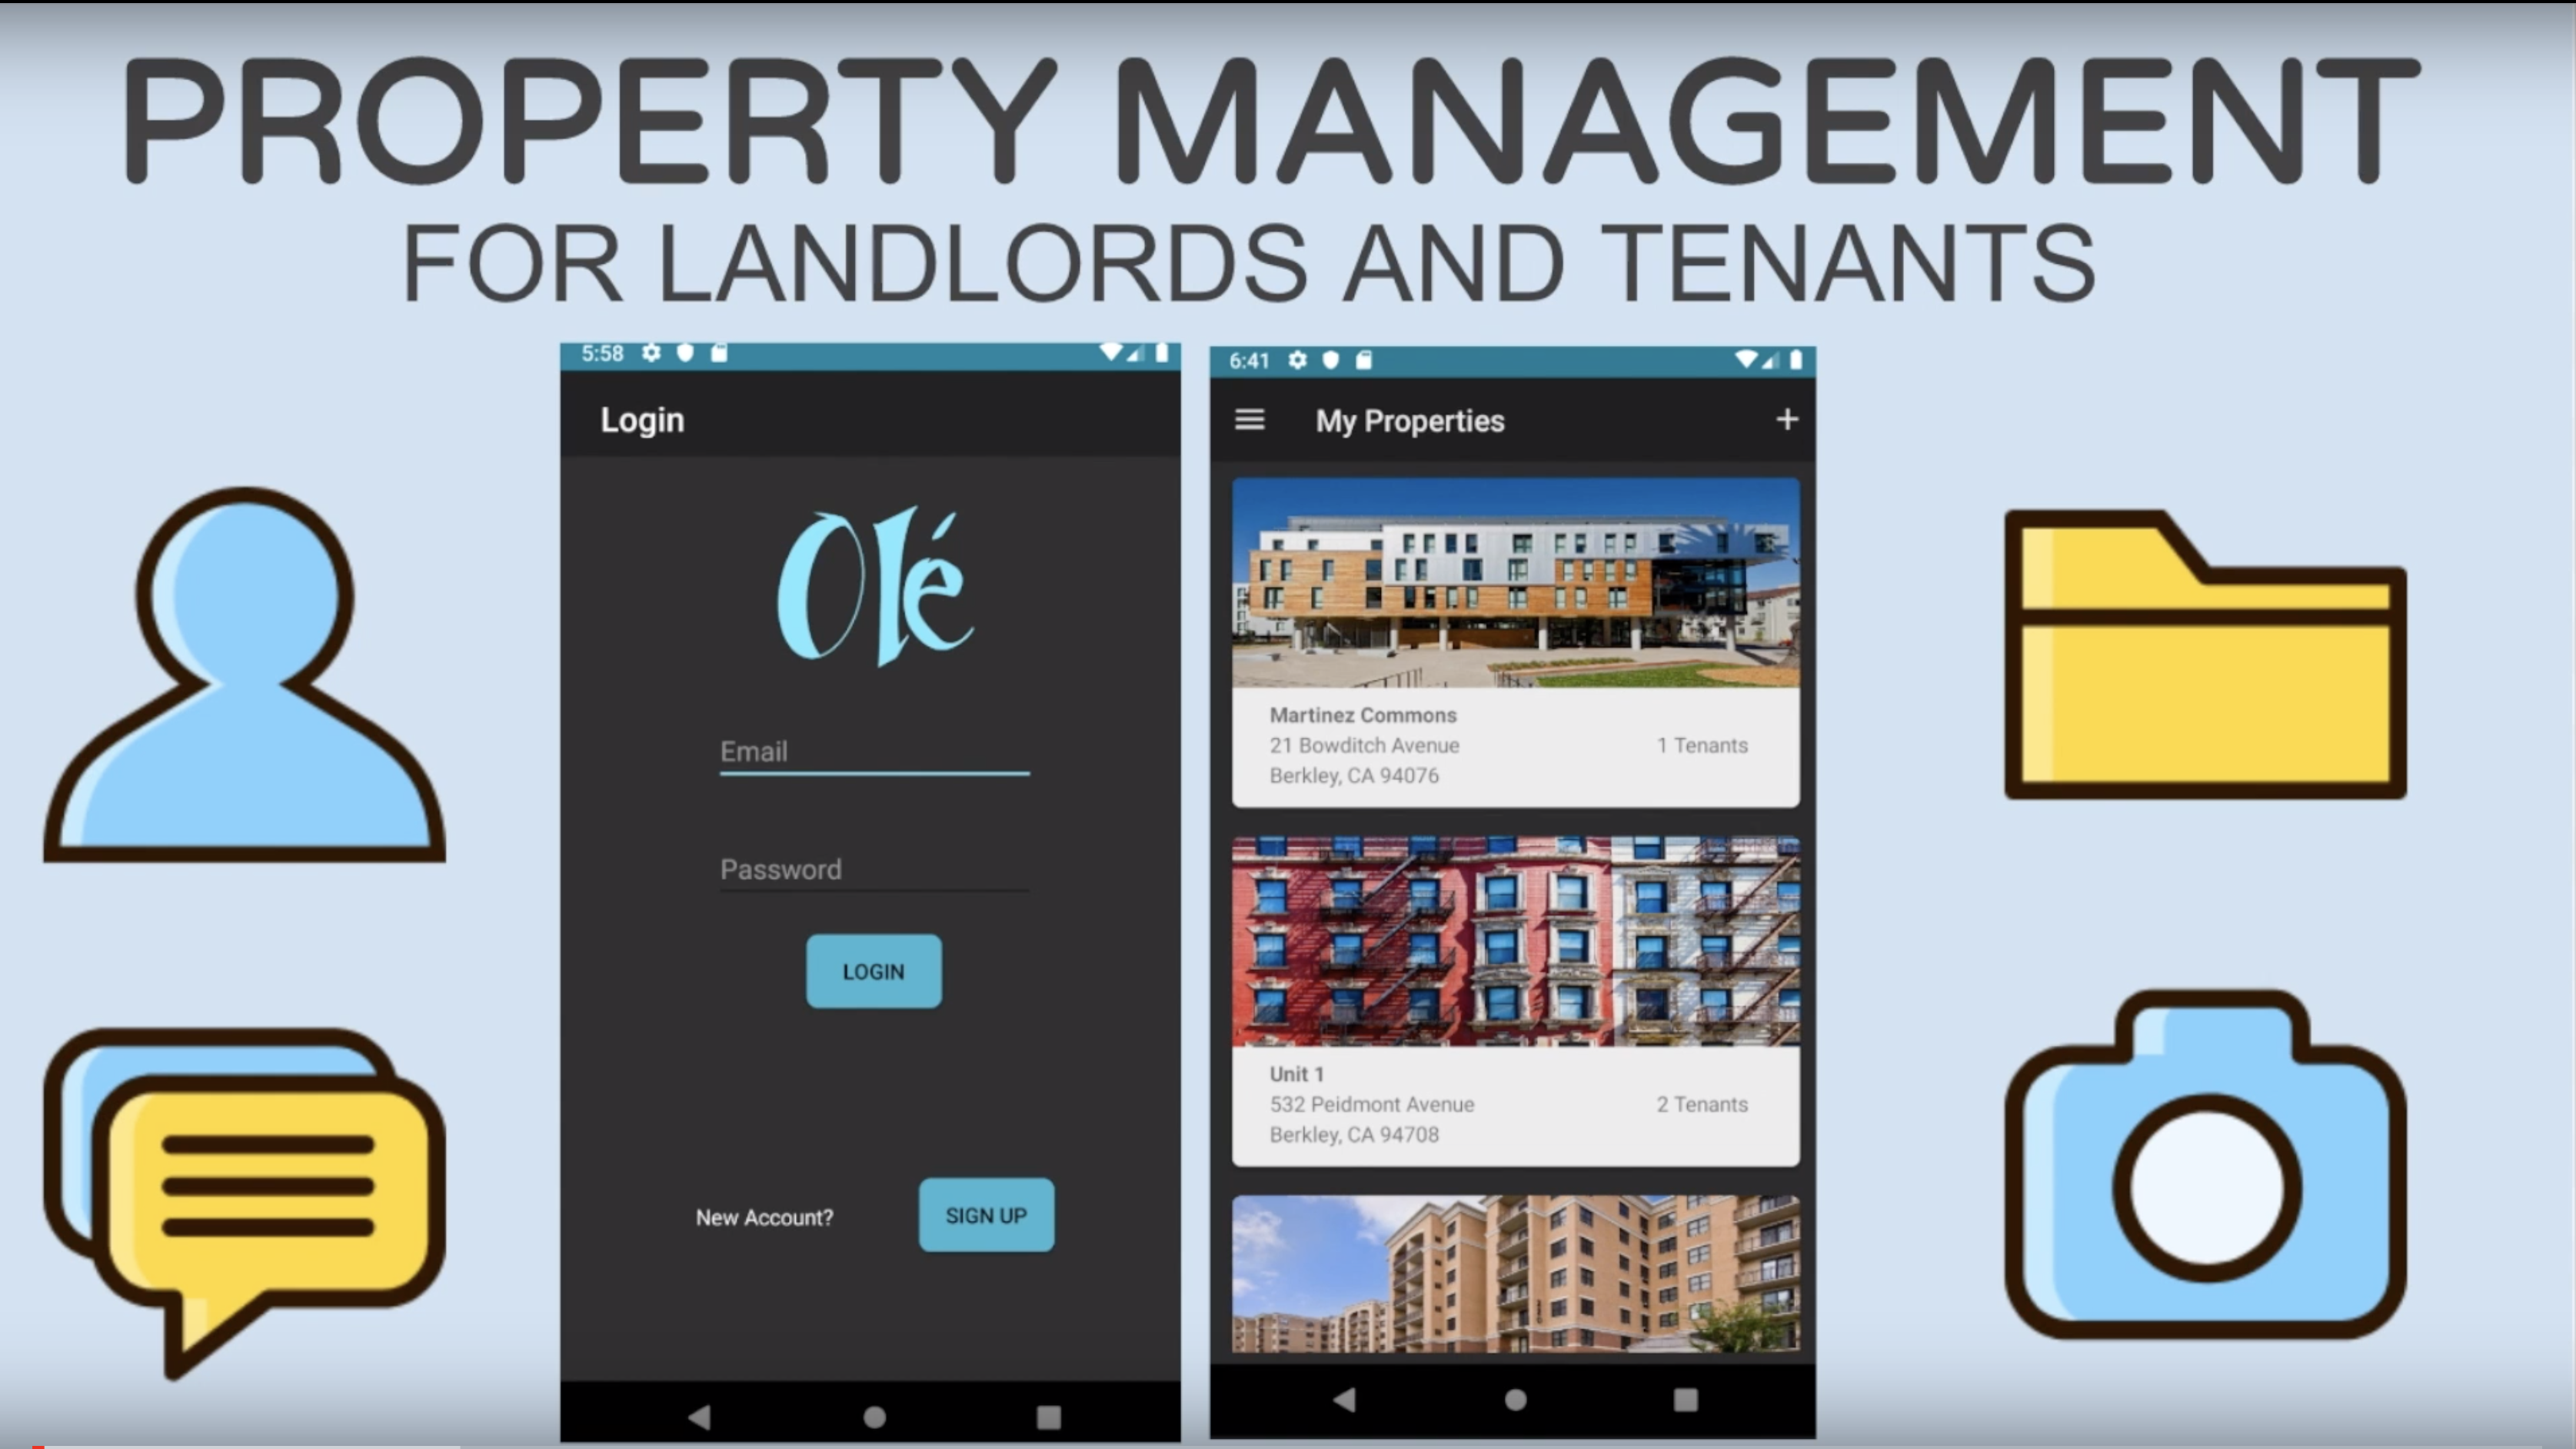 PROPERTY MANAGEMENT
FOR LANDLORDS AND TENANTS
5:58
Login
Olé
Email
Password
LOGIN
New Account?
SIGN UP
6:41
My Properties
Martinez Commons
21 Bowditch Avenue
1 Tenants
Berkley, CA 94076
Unit 1
532 Peidmont Avenue
2 Tenants
Berkley, CA 94708